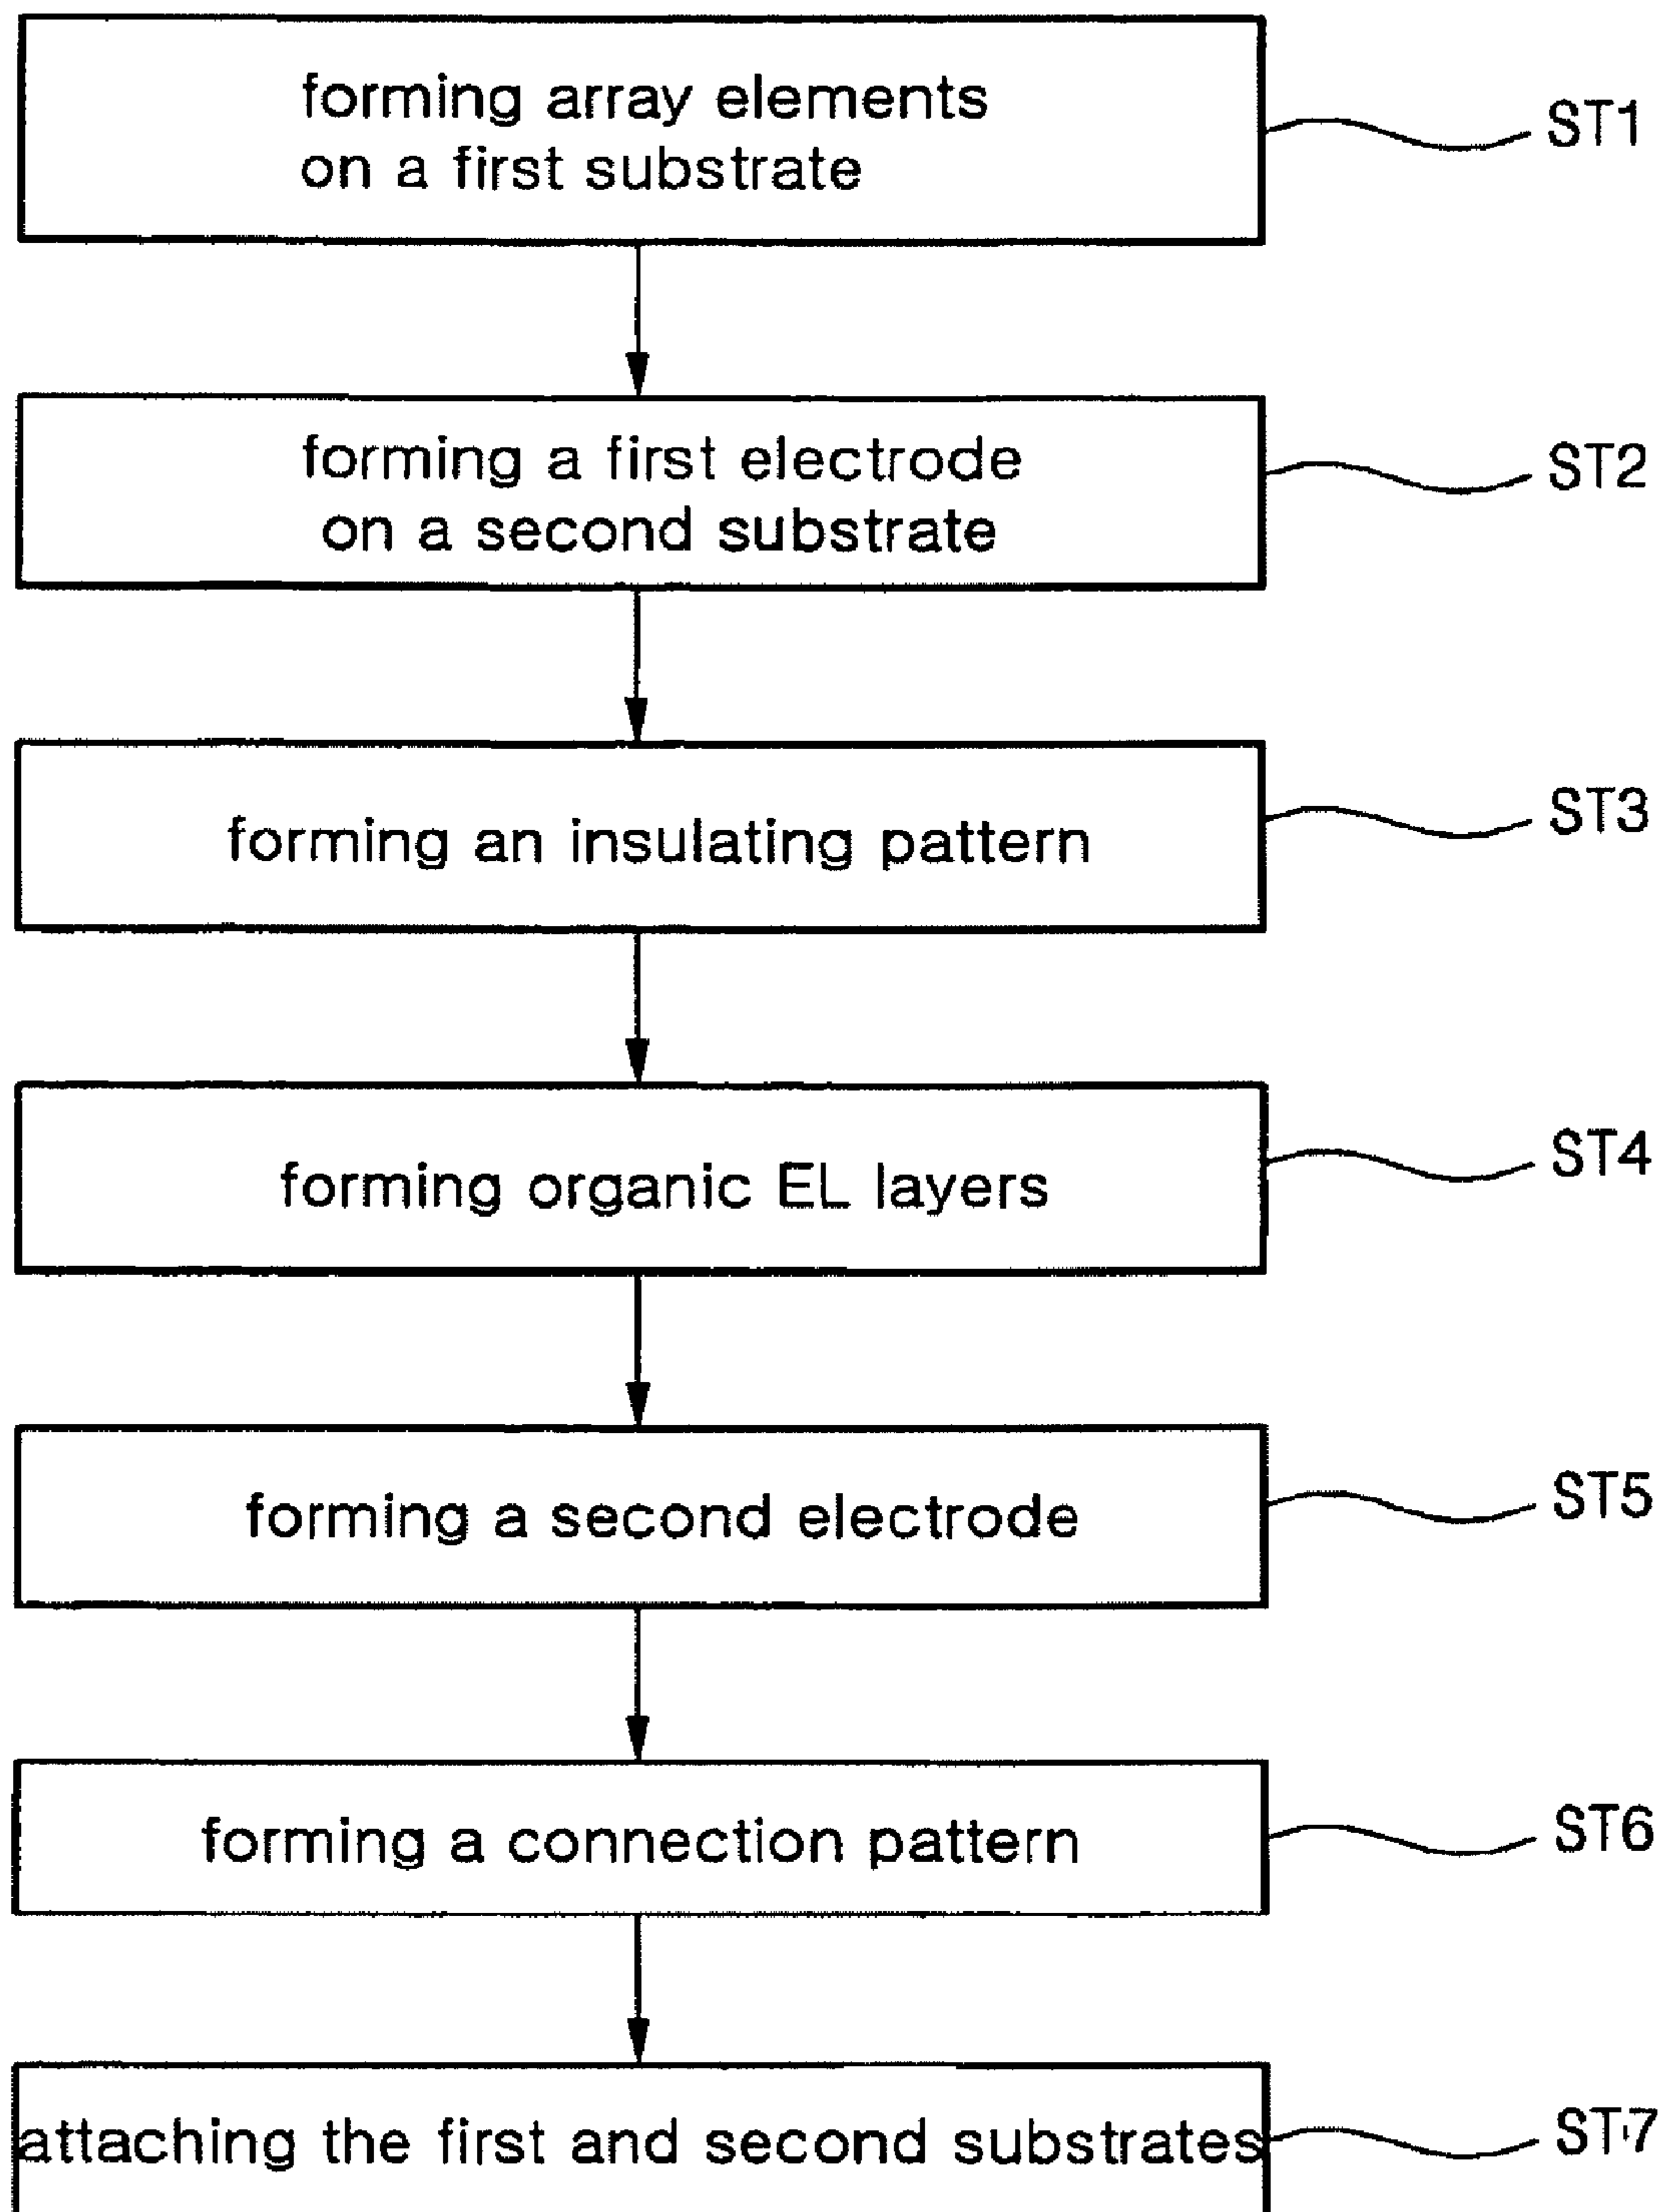 forming array elements
on a first substrate
ST1
forming a first electrode
on a second substrate
ST2
forming an insulating pattern
ST3
forming organic EL layers
ST4
forming a second electrode
ST5
forming a connection pattern
ST6
attaching the first and second substrates
ST7